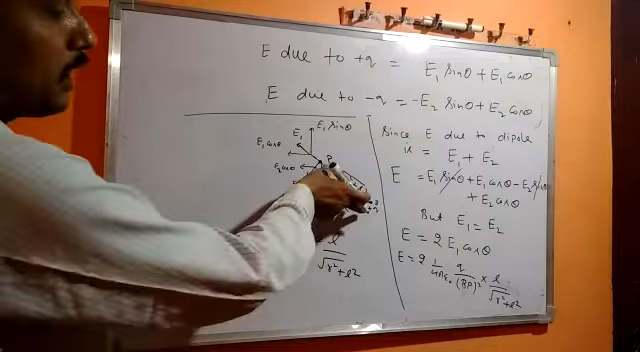 E due to +q = E₁ sinθ + E₁ cosθ
E due to -q = -E₂ sinθ + E₂ cosθ
E₁ sinθ
E₁
E₁ cosθ
P
E₂ cosθ
+q
l
√r²+l²
Since E due to dipole
is = E₁ + E₂
E = E₁ sinθ + E₁ cosθ - E₂ sinθ
+ E₂ cosθ
But E₁ = E₂
E = 2 E₁ cosθ
E = 2 1/4πε₀ q/(BP)² × l/√r²+l²